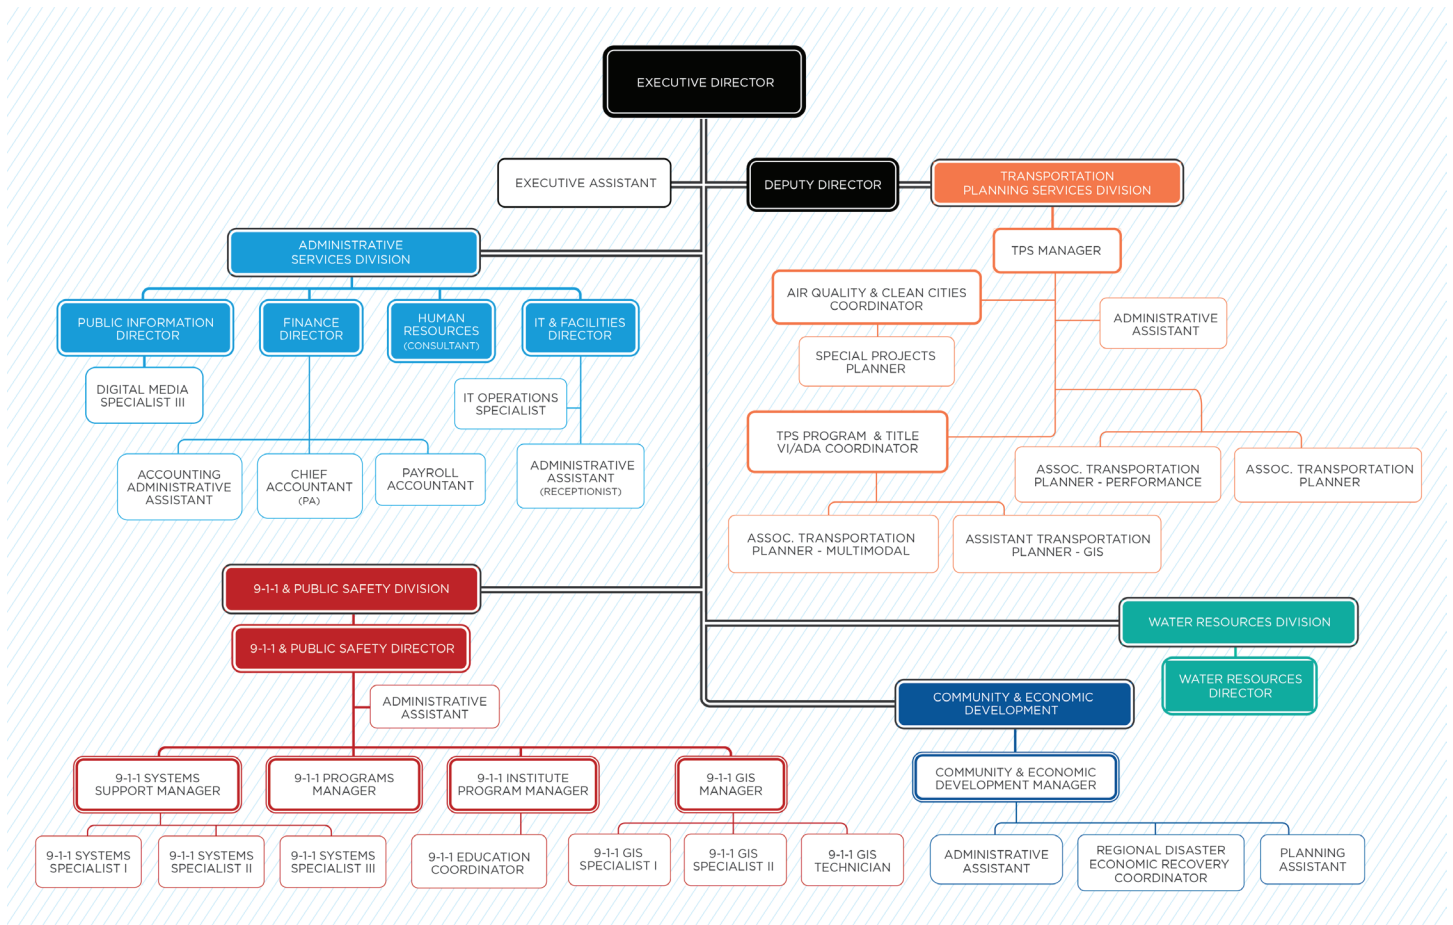 EXECUTIVE DIRECTOR
EXECUTIVE ASSISTANT
DEPUTY DIRECTOR
TRANSPORTATION
PLANNING SERVICES DIVISION
ADMINISTRATIVE
SERVICES DIVISION
TPS MANAGER
AIR QUALITY & CLEAN CITIES
COORDINATOR
ADMINISTRATIVE
ASSISTANT
SPECIAL PROJECTS
PLANNER
PUBLIC INFORMATION
DIRECTOR
FINANCE
DIRECTOR
HUMAN
RESOURCES
(CONSULTANT)
IT & FACILITIES
DIRECTOR
DIGITAL MEDIA
SPECIALIST III
IT OPERATIONS
SPECIALIST
ACCOUNTING
ADMINISTRATIVE
ASSISTANT
CHIEF
ACCOUNTANT
(PA)
PAYROLL
ACCOUNTANT
ADMINISTRATIVE
ASSISTANT
(RECEPTIONIST)
TPS PROGRAM & TITLE
VI/ADA COORDINATOR
ASSOC. TRANSPORTATION
PLANNER - PERFORMANCE
ASSOC. TRANSPORTATION
PLANNER
ASSOC. TRANSPORTATION
PLANNER - MULTIMODAL
ASSISTANT TRANSPORTATION
PLANNER - GIS
9-1-1 & PUBLIC SAFETY DIVISION
9-1-1 & PUBLIC SAFETY DIRECTOR
ADMINISTRATIVE
ASSISTANT
WATER RESOURCES DIVISION
WATER RESOURCES
DIRECTOR
COMMUNITY & ECONOMIC
DEVELOPMENT
9-1-1 SYSTEMS
SUPPORT MANAGER
9-1-1 PROGRAMS
MANAGER
9-1-1 INSTITUTE
PROGRAM MANAGER
9-1-1 GIS
MANAGER
COMMUNITY & ECONOMIC
DEVELOPMENT MANAGER
9-1-1 SYSTEMS
SPECIALIST I
9-1-1 SYSTEMS
SPECIALIST II
9-1-1 SYSTEMS
SPECIALIST III
9-1-1 EDUCATION
COORDINATOR
9-1-1 GIS
SPECIALIST I
9-1-1 GIS
SPECIALIST II
9-1-1 GIS
TECHNICIAN
ADMINISTRATIVE
ASSISTANT
REGIONAL DISASTER
ECONOMIC RECOVERY
COORDINATOR
PLANNING
ASSISTANT